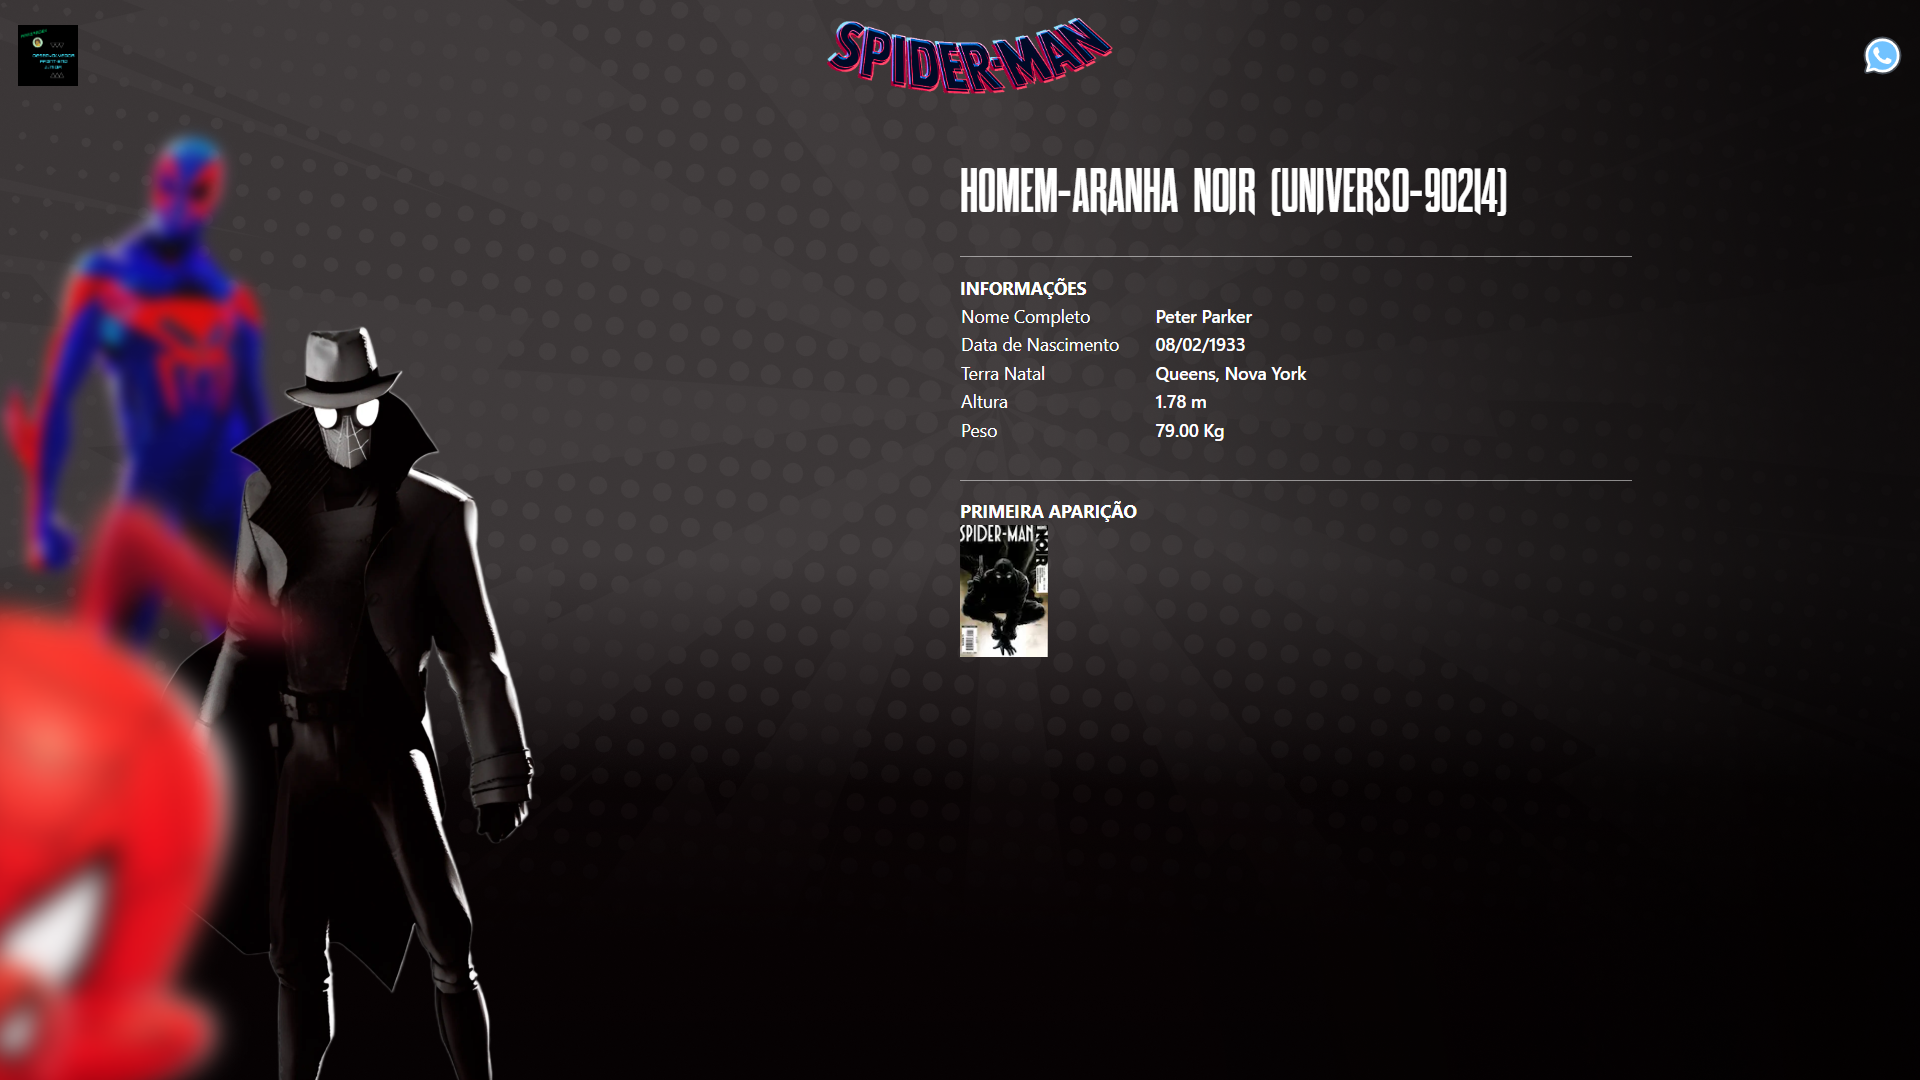 SPIDER-MAN
HOMEM-ARANHA NOIR (UNIVERSO-90214)
INFORMAÇÕES
Nome Completo Peter Parker
Data de Nascimento 08/02/1933
Terra Natal Queens, Nova York
Altura 1.78 m
Peso 79.00 Kg
PRIMEIRA APARIÇÃO
SPIDER-MAN NOIR